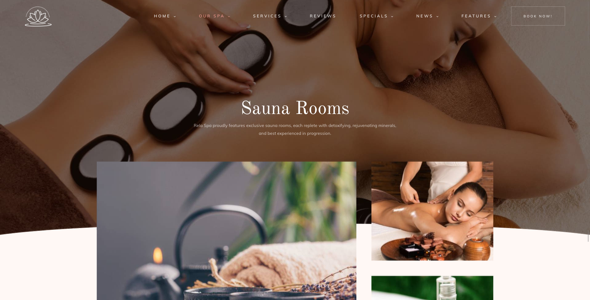 HOME
OUR SPA
SERVICES
REVIEWS
SPECIALS
NEWS
FEATURES
BOOK NOW!
Sauna Rooms
Spa proudly features exclusive sauna rooms, each replete with detoxifying, rejuvenating minerals,
and best experienced in progression.